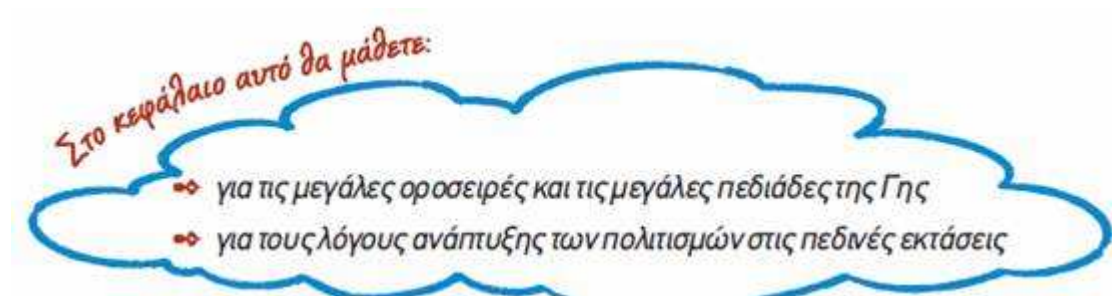 Στο κεφάλαιο αυτό θα μάθετε:
για τις μεγάλες οροσειρές και τις μεγάλες πεδιάδες της Γης
για τους λόγους ανάπτυξης των πολιτισμών στις πεδινές εκτάσεις